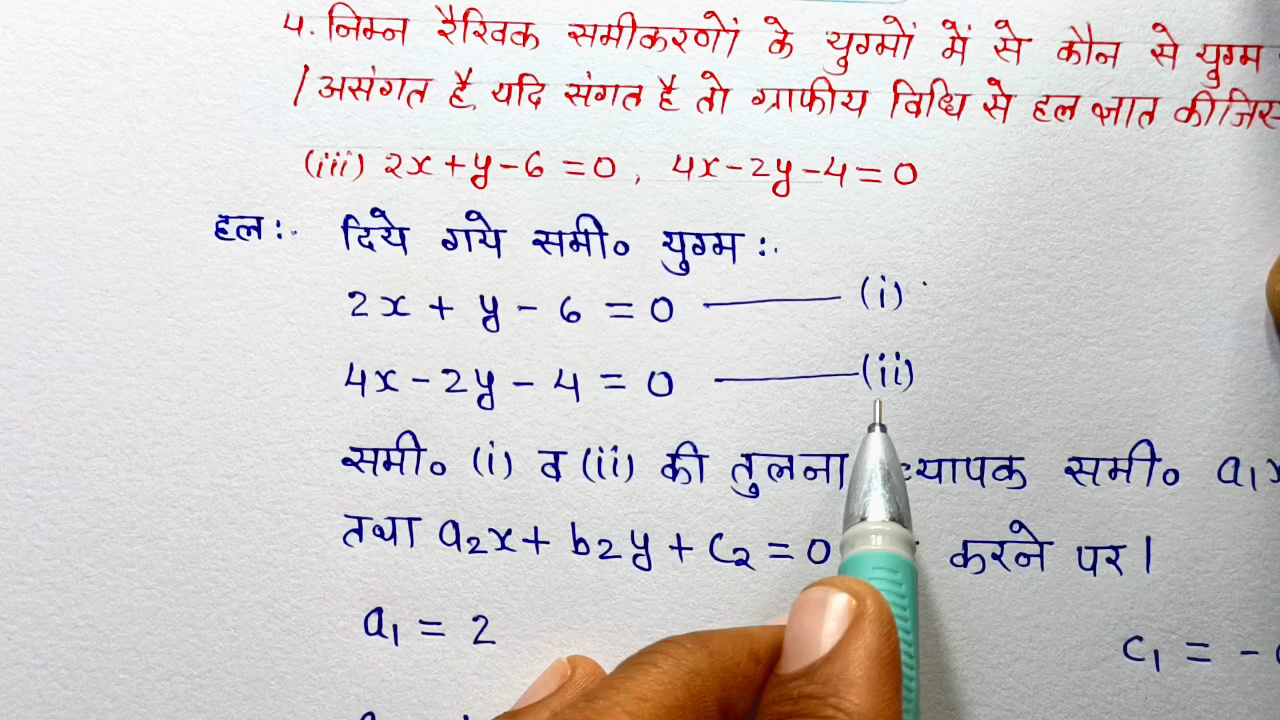 4. निम्न रैखिक समीकरणों के युग्मों में से कौन से युग्म
/ असंगत है, यदि संगत है तो ग्राफीय विधि से हल ज्ञात
(iii) 2x+y-6=0, 4x-2y-4=0
हल:. दिये गये समी० युग्म:.
2x + y - 6 = 0 ——— (i)
4x - 2y - 4 = 0 ——— (ii)
समी० (i) व (ii) की तुलना समी०
तथा a₂x + b₂y + c₂ = 0 करने पर।
a₁ = 2
c₁ = -